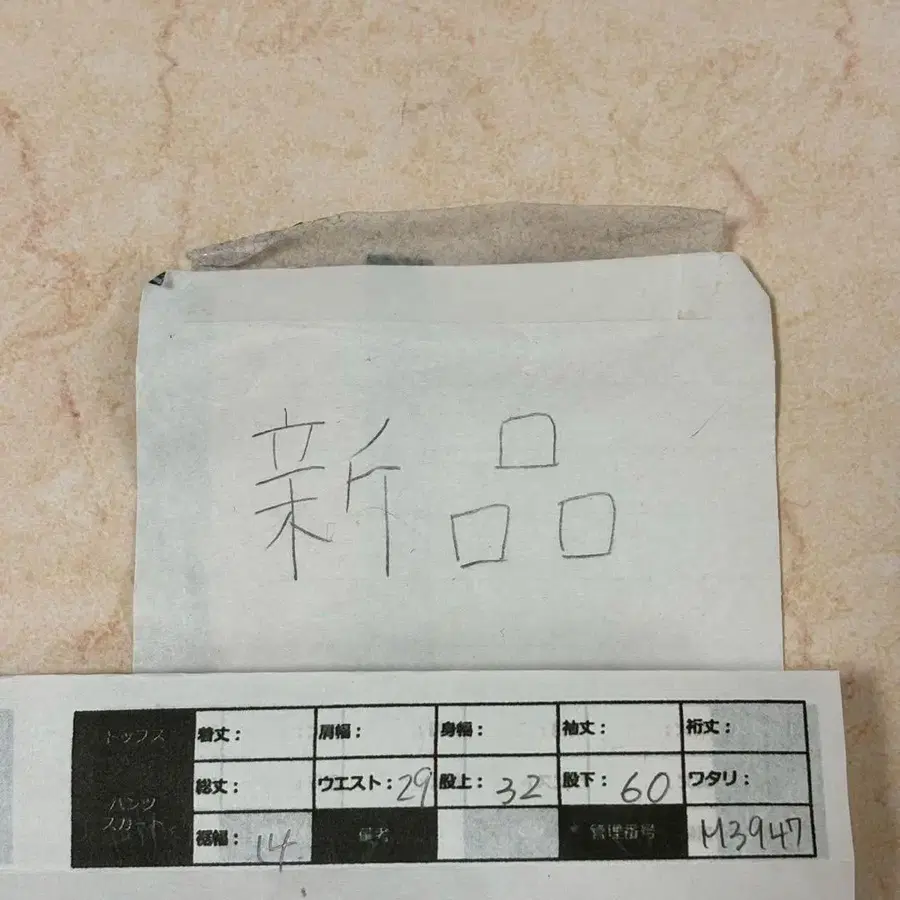 新品
トップス 着丈： 肩幅： 身幅： 袖丈： 裄丈：
パンツ スカート 総丈： ウエスト：29 股上：32 股下：60 ワタリ：
裾幅：14 備考 管理番号 M3947